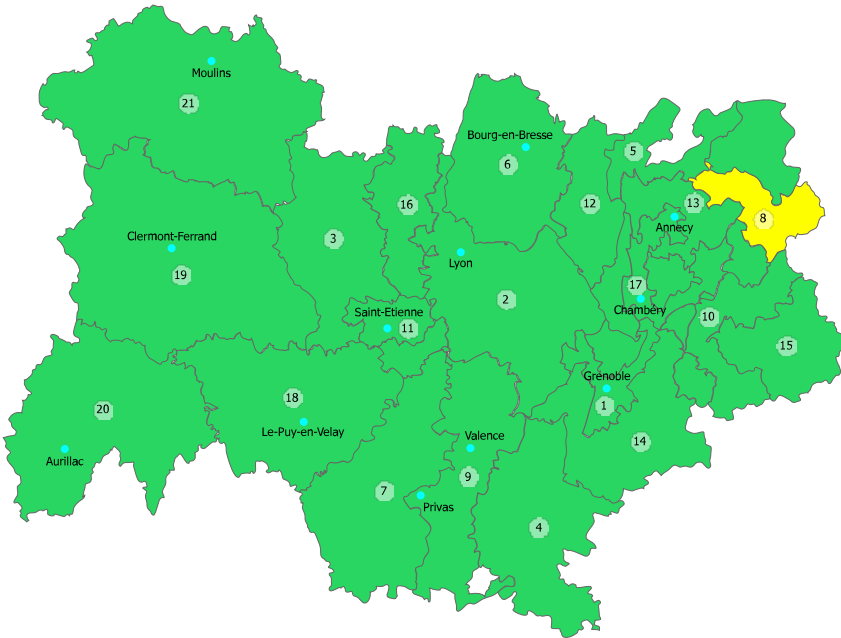 Moulins
21
Bourg-en-Bresse
6
5
12
13
16
8
Annecy
Clermont-Ferrand
3
Lyon
19
17
2
Chambéry
10
Saint-Etienne
11
15
Grenoble
18
1
20
Le-Puy-en-Velay
Valence
14
Aurillac
9
7
Privas
4